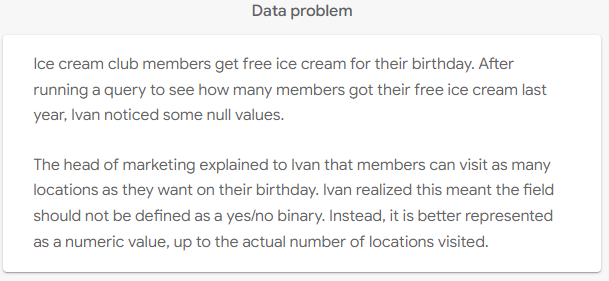 Data problem
Ice cream club members get free ice cream for their birthday. After
running a query to see how many members got their free ice cream last
year, Ivan noticed some null values.
The head of marketing explained to Ivan that members can visit as many
locations as they want on their birthday. Ivan realized this meant the field
should not be defined as a yes/no binary. Instead, it is better represented
as a numeric value, up to the actual number of locations visited.